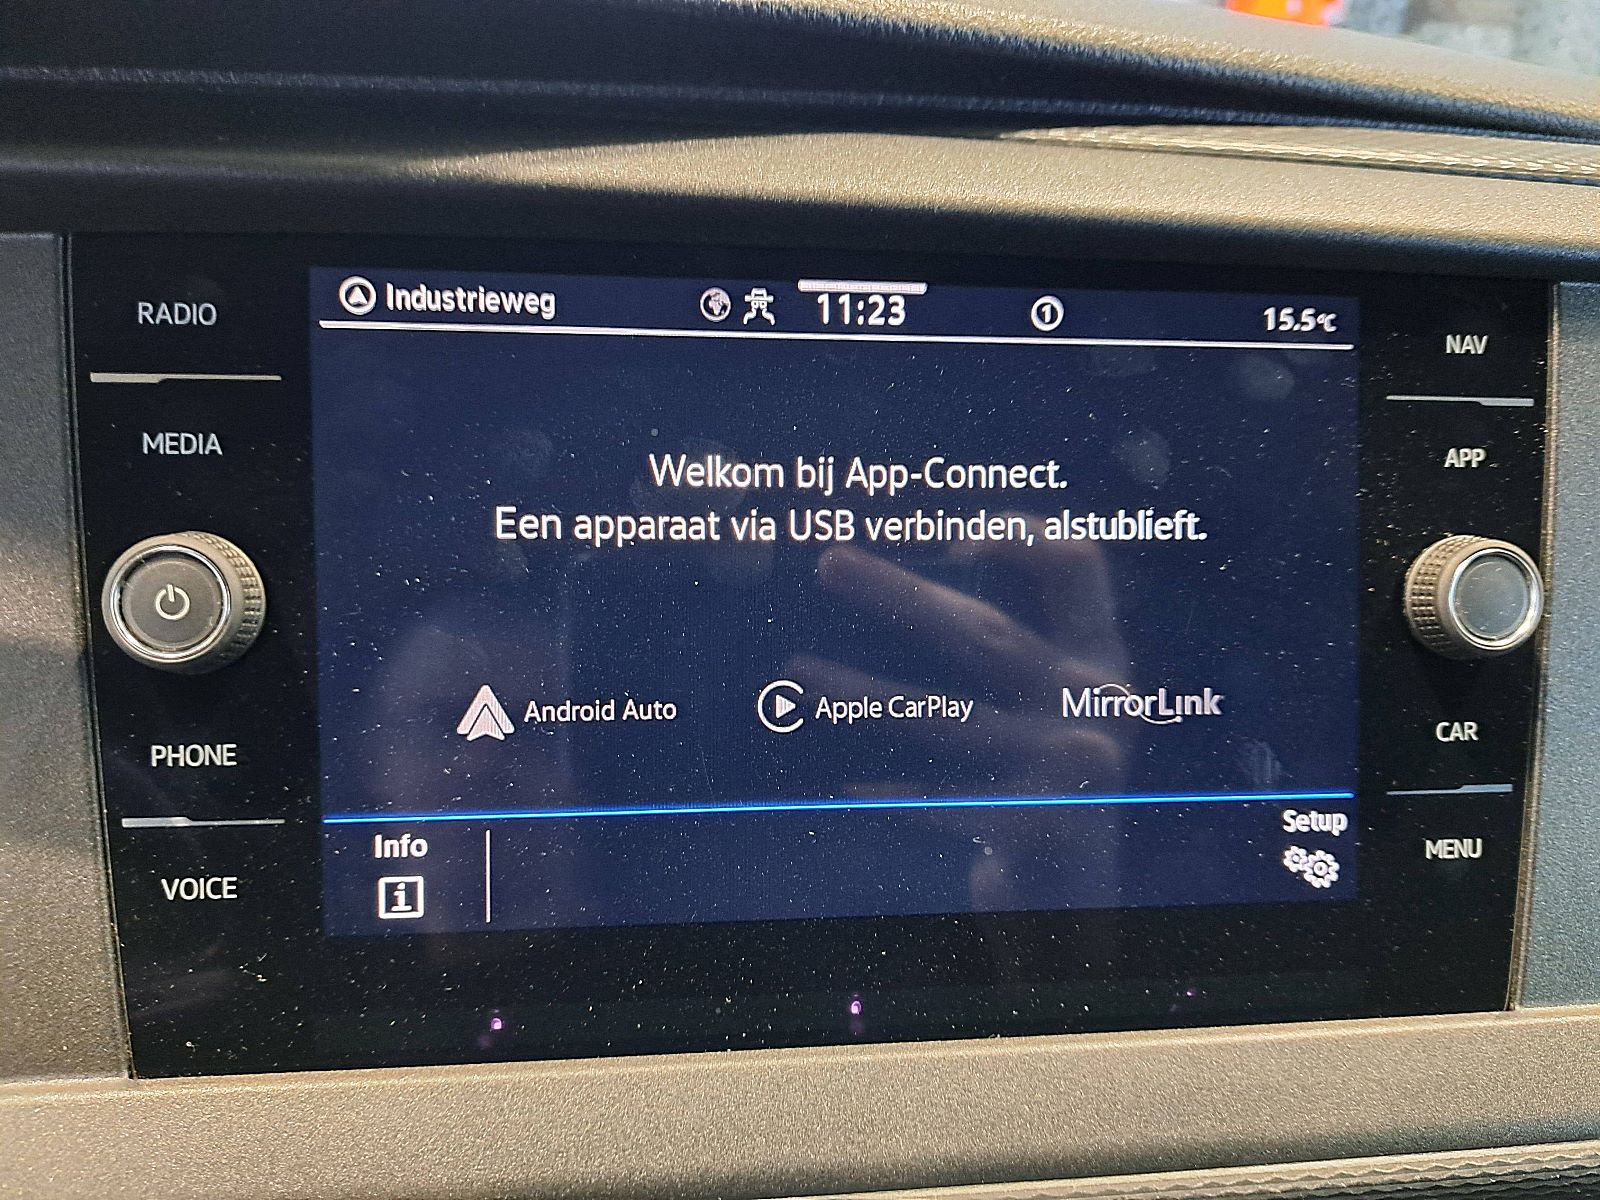 RADIO
MEDIA
PHONE
VOICE
Industrieweg
11:23
1
15.5°C
Welkom bij App-Connect.
Een apparaat via USB verbinden, alstublieft.
Android Auto
Apple CarPlay
MirrorLink
Info
i
Setup
NAV
APP
CAR
MENU